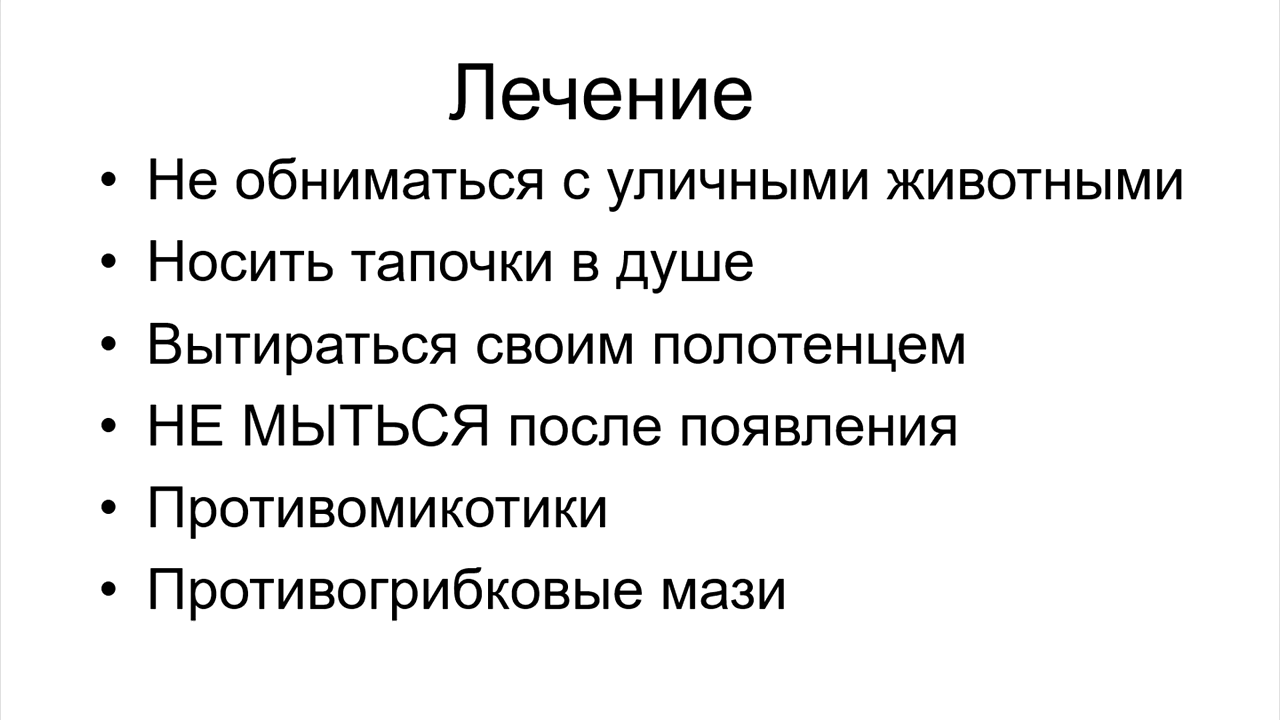 Лечение
• Не обниматься с уличными животными
• Носить тапочки в душе
• Вытираться своим полотенцем
• НЕ МЫТЬСЯ после появления
• Противомикотики
• Противогрибковые мази